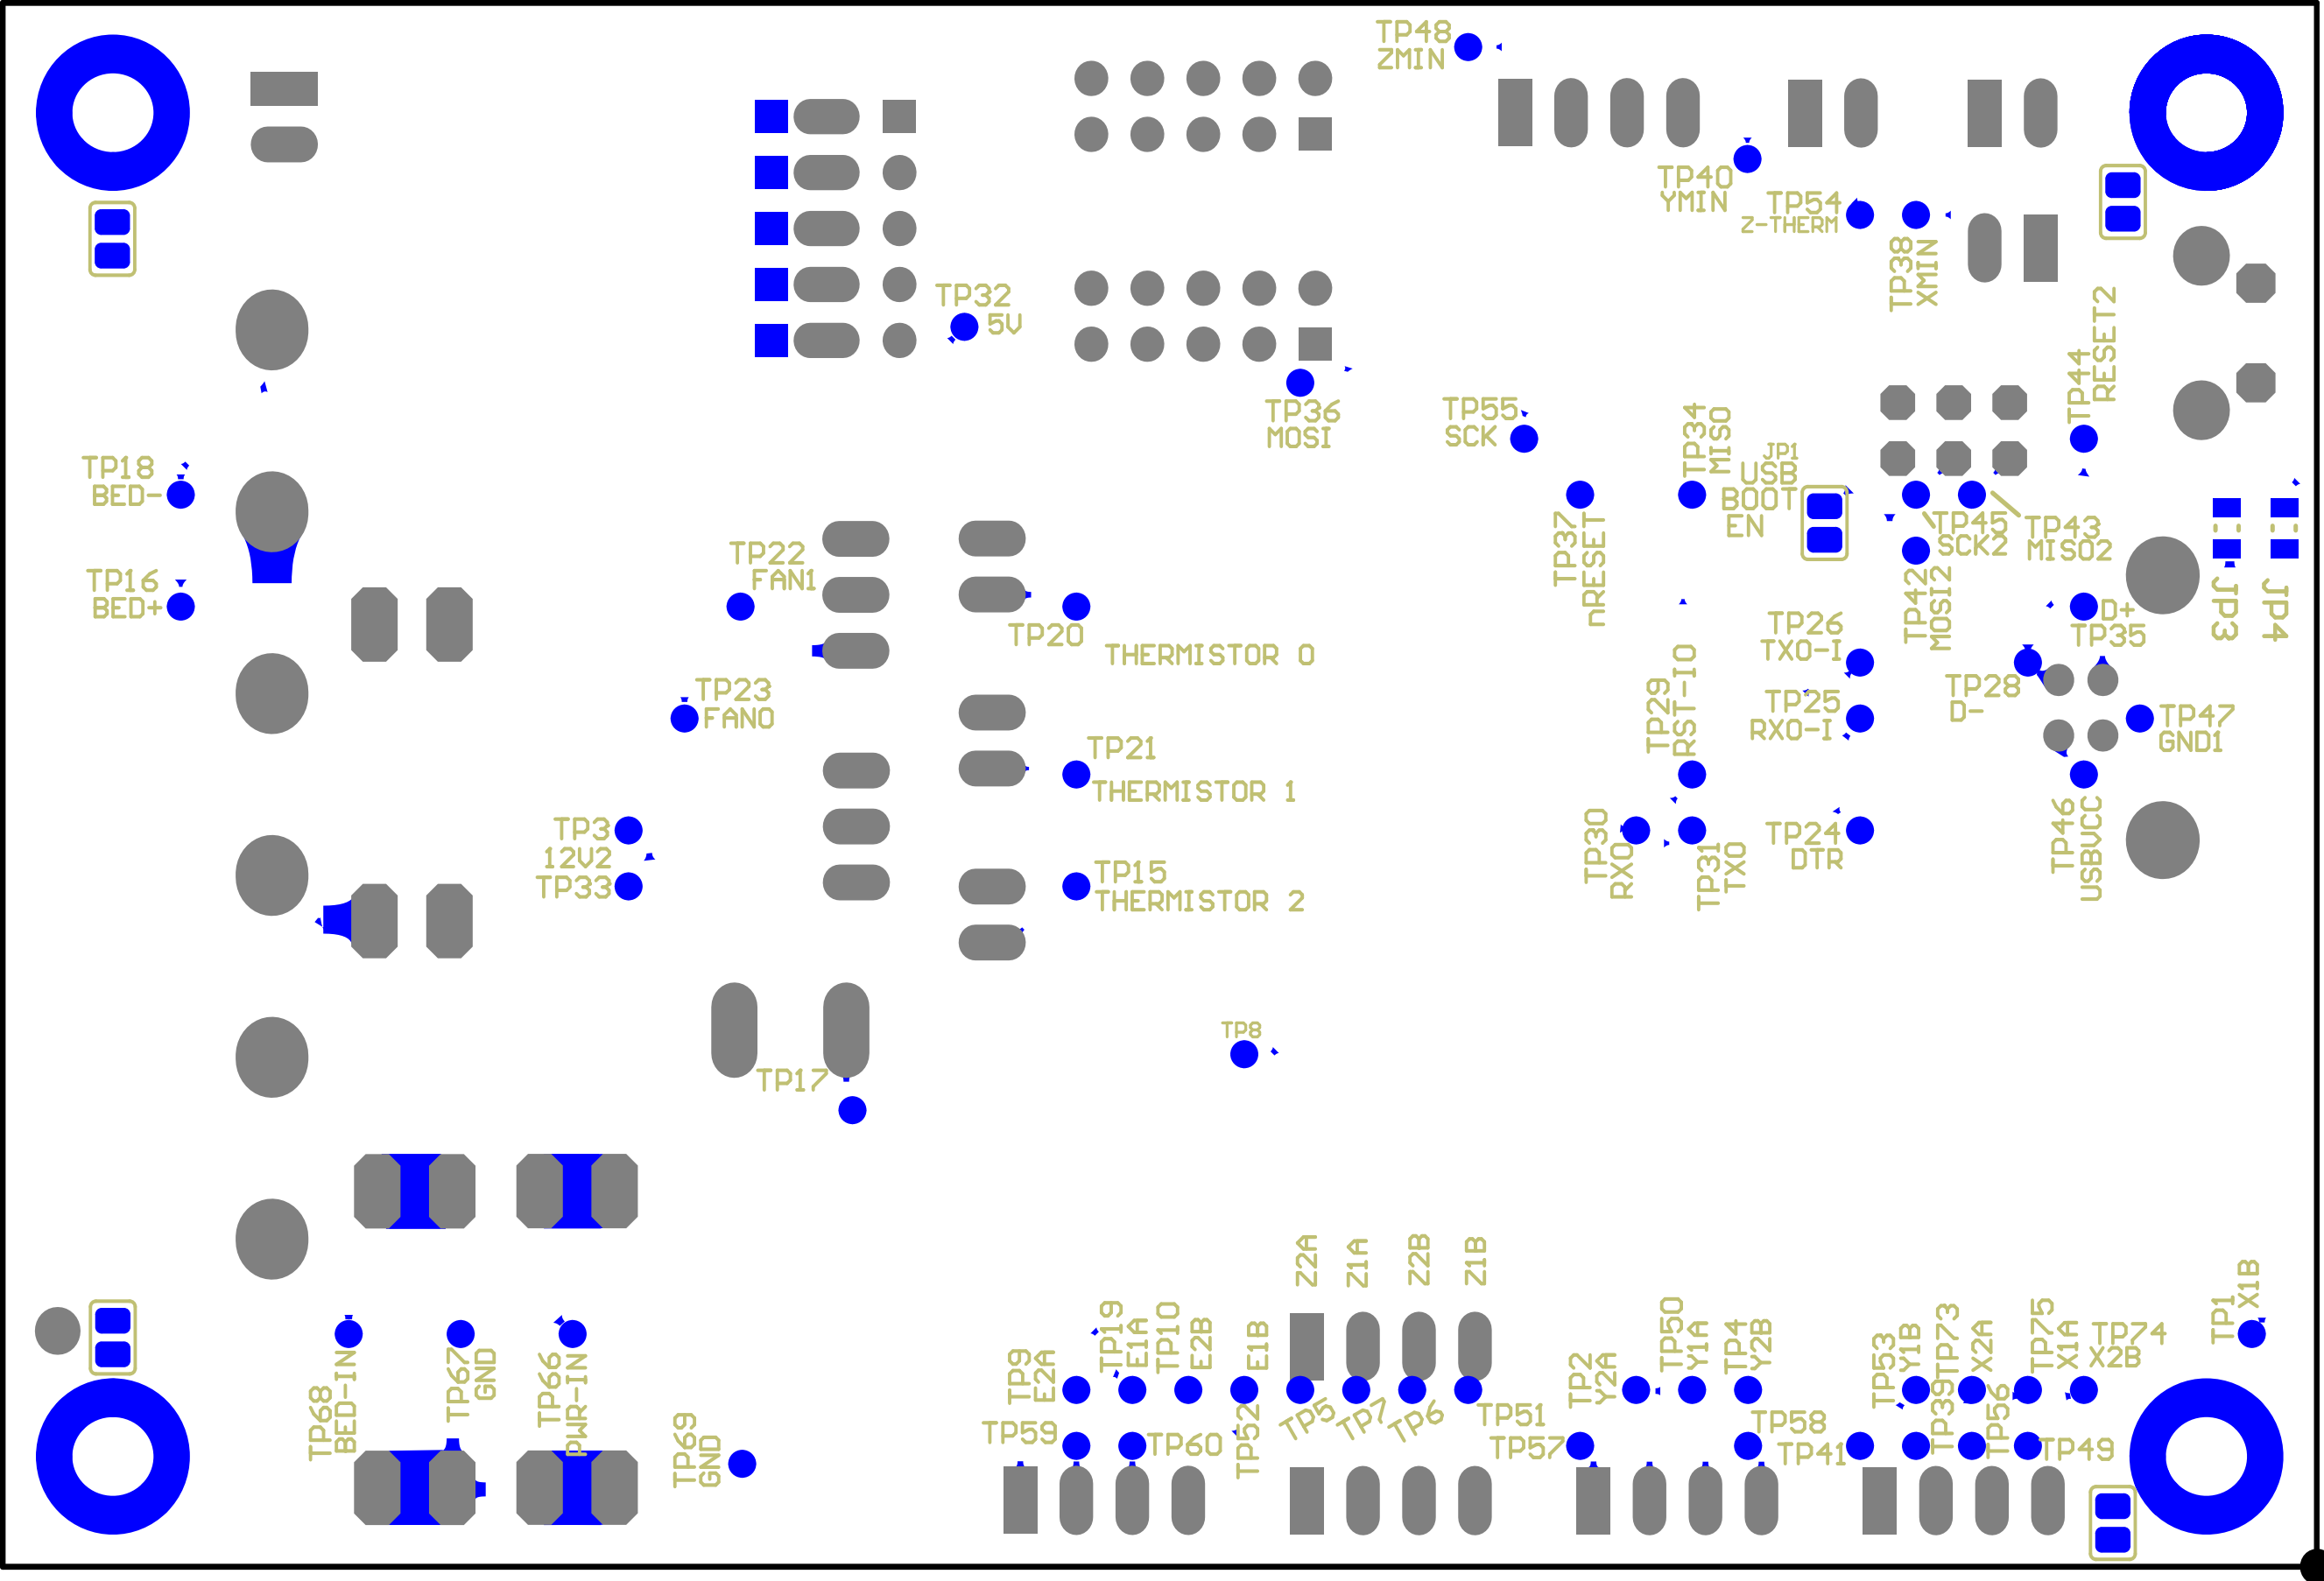 TP48
ZMIN
TP40
YMIN
TP54
Z-THERM
TP38
XMIN
TP32
5V
TP44
RESET2
TP36
MOSI
TP55
SCK
TP34
MISO
JP1
USB
BOOT
EN
TP18
BED-
TP37
nRESET
TP45
SCK2
TP43
MISO2
TP22
FAN1
TP16
BED+
TP42
MOSI2
JP3
JP4
D+
TP35
TP20
THERMISTOR 0
TP26
TX0-I
TP23
FAN0
TP29
RST-IO
TP25
RX0-I
TP28
D-
TP47
GND1
TP21
THERMISTOR 1
TP3
12V2
TP33
TP30
RX0
TP31
TX0
TP24
DTR
TP46
USBVCC
TP15
THERMISTOR 2
TP8
TP17
Z2A
Z1A
Z2B
Z1B
TP1
X1B
TP68
BED-IN
TP67
GND
TP66
PWR-IN
TP69
GND
TP9
E2A
TP19
E1A
TP10
E2B
E1B
TP59
TP60
TP52
TP5
TP7
TP6
TP51
TP57
TP2
Y2A
TP50
Y1A
TP4
Y2B
TP58
TP41
TP53
Y1B
TP73
TP39
X2A
TP56
TP75
X1A
TP74
X2B
TP49